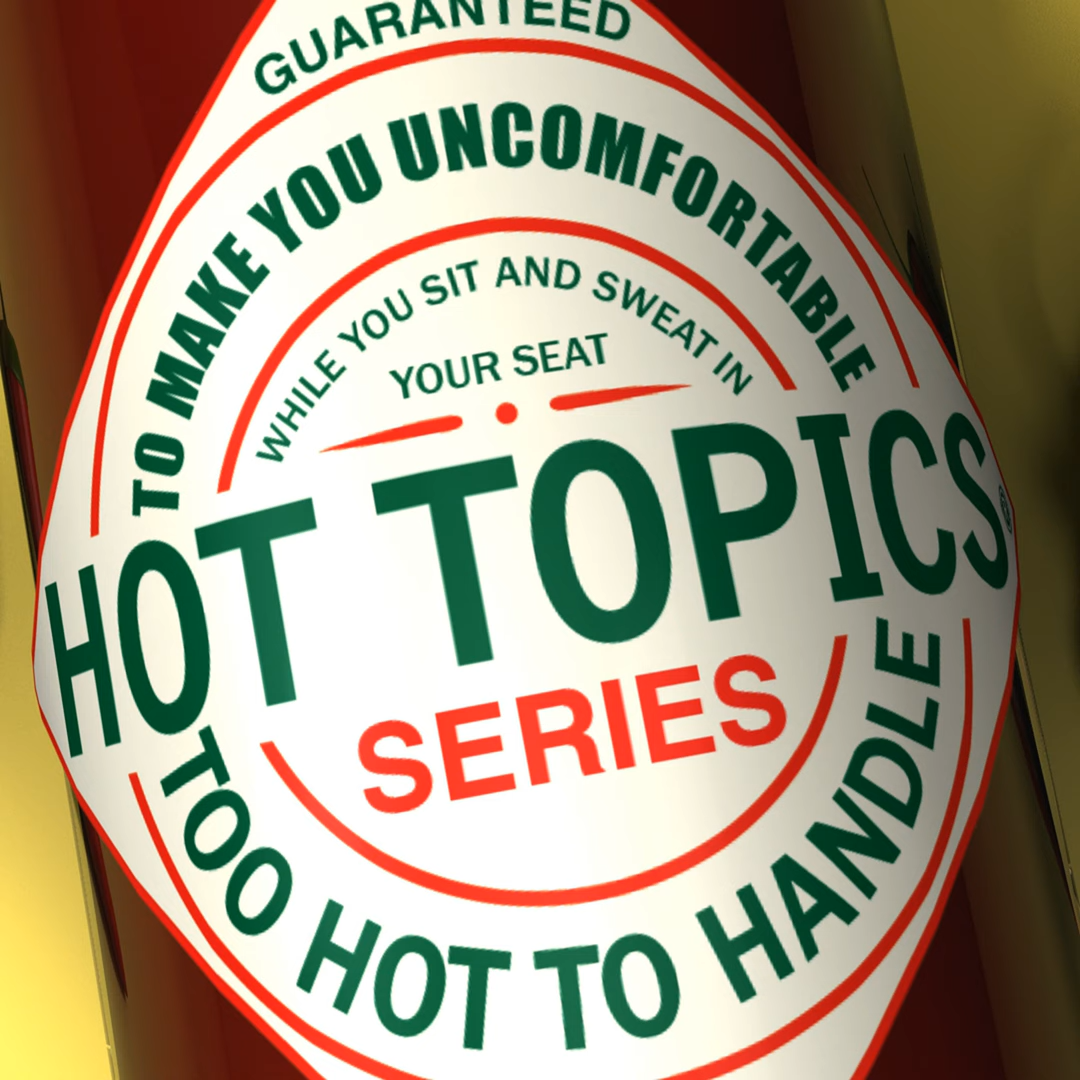 GUARANTEED
TO MAKE YOU UNCOMFORTABLE
WHILE YOU SIT AND SWEAT IN
YOUR SEAT
HOT TOPICS®
SERIES
TOO HOT TO HANDLE